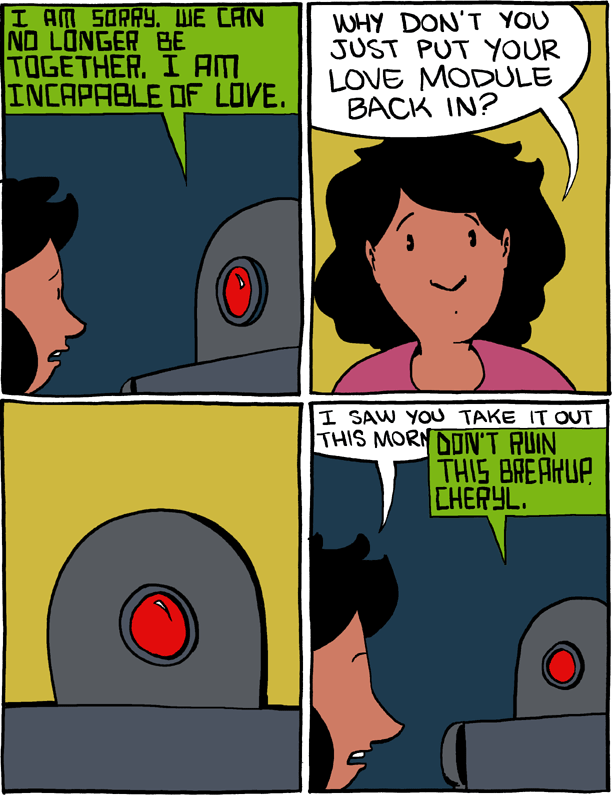 I AM SORRY. WE CAN
NO LONGER BE
TOGETHER. I AM
INCAPABLE OF LOVE.
WHY DON'T YOU
JUST PUT YOUR
LOVE MODULE
BACK IN?
I SAW YOU TAKE IT OUT
THIS MORN
DON'T RUIN
THIS BREAKUP,
CHERYL.